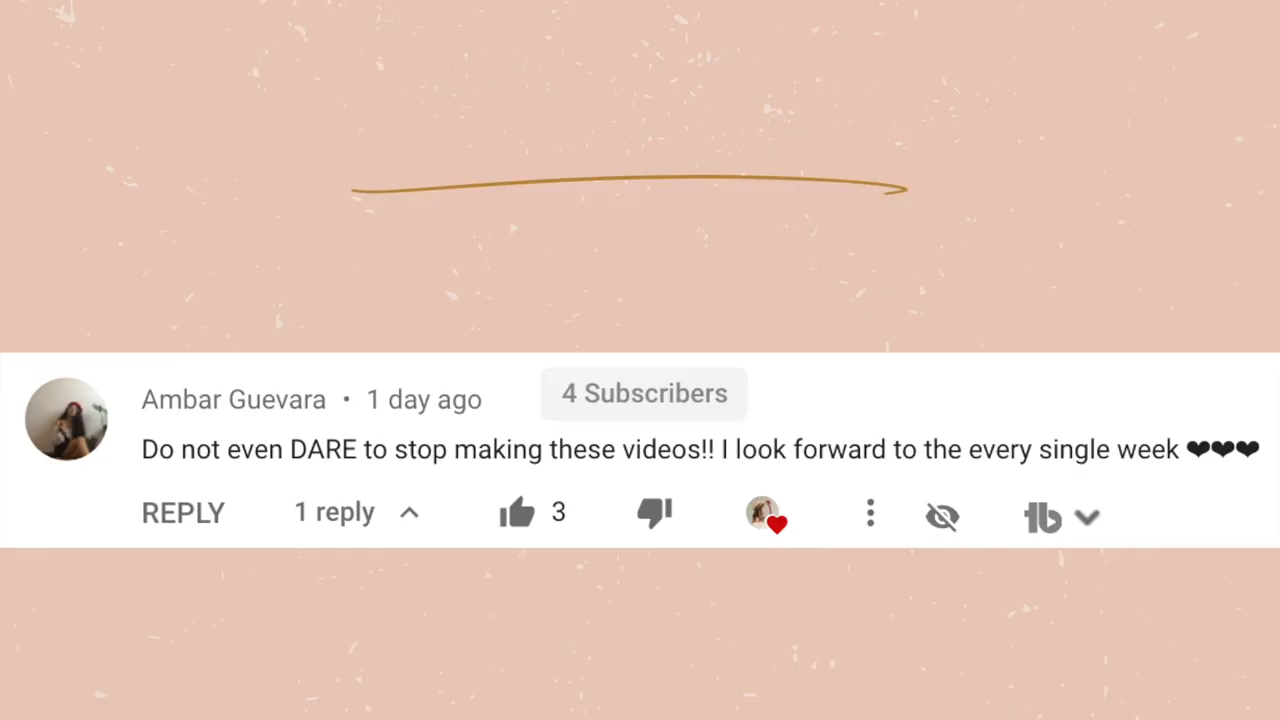 Ambar Guevara • 1 day ago 4 Subscribers
Do not even DARE to stop making these videos!! I look forward to the every single week ❤❤❤
REPLY 1 reply 3 tb